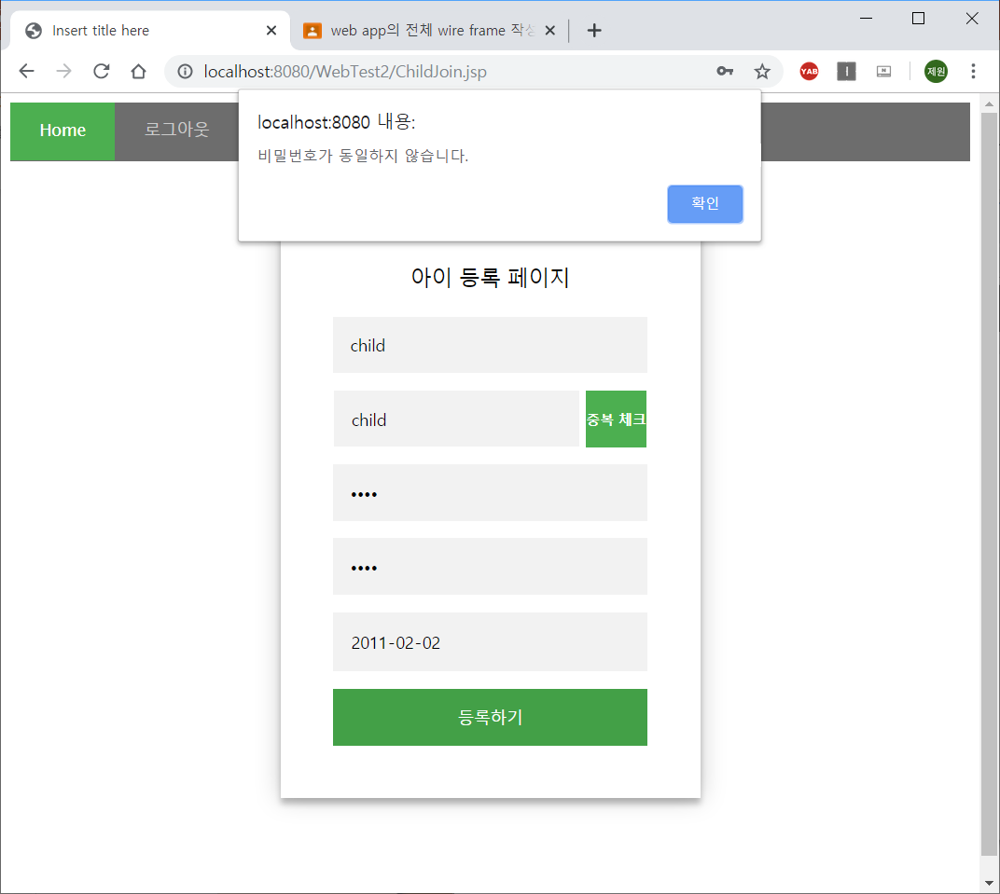 Insert title here
web app의 전체 wire frame 작성
localhost:8080/WebTest2/ChildJoin.jsp
YAB
I
제원
Home
로그아웃
localhost:8080 내용:
비밀번호가 동일하지 않습니다.
확인
아이 등록 페이지
child
child
중복 체크
••••
••••
2011-02-02
등록하기